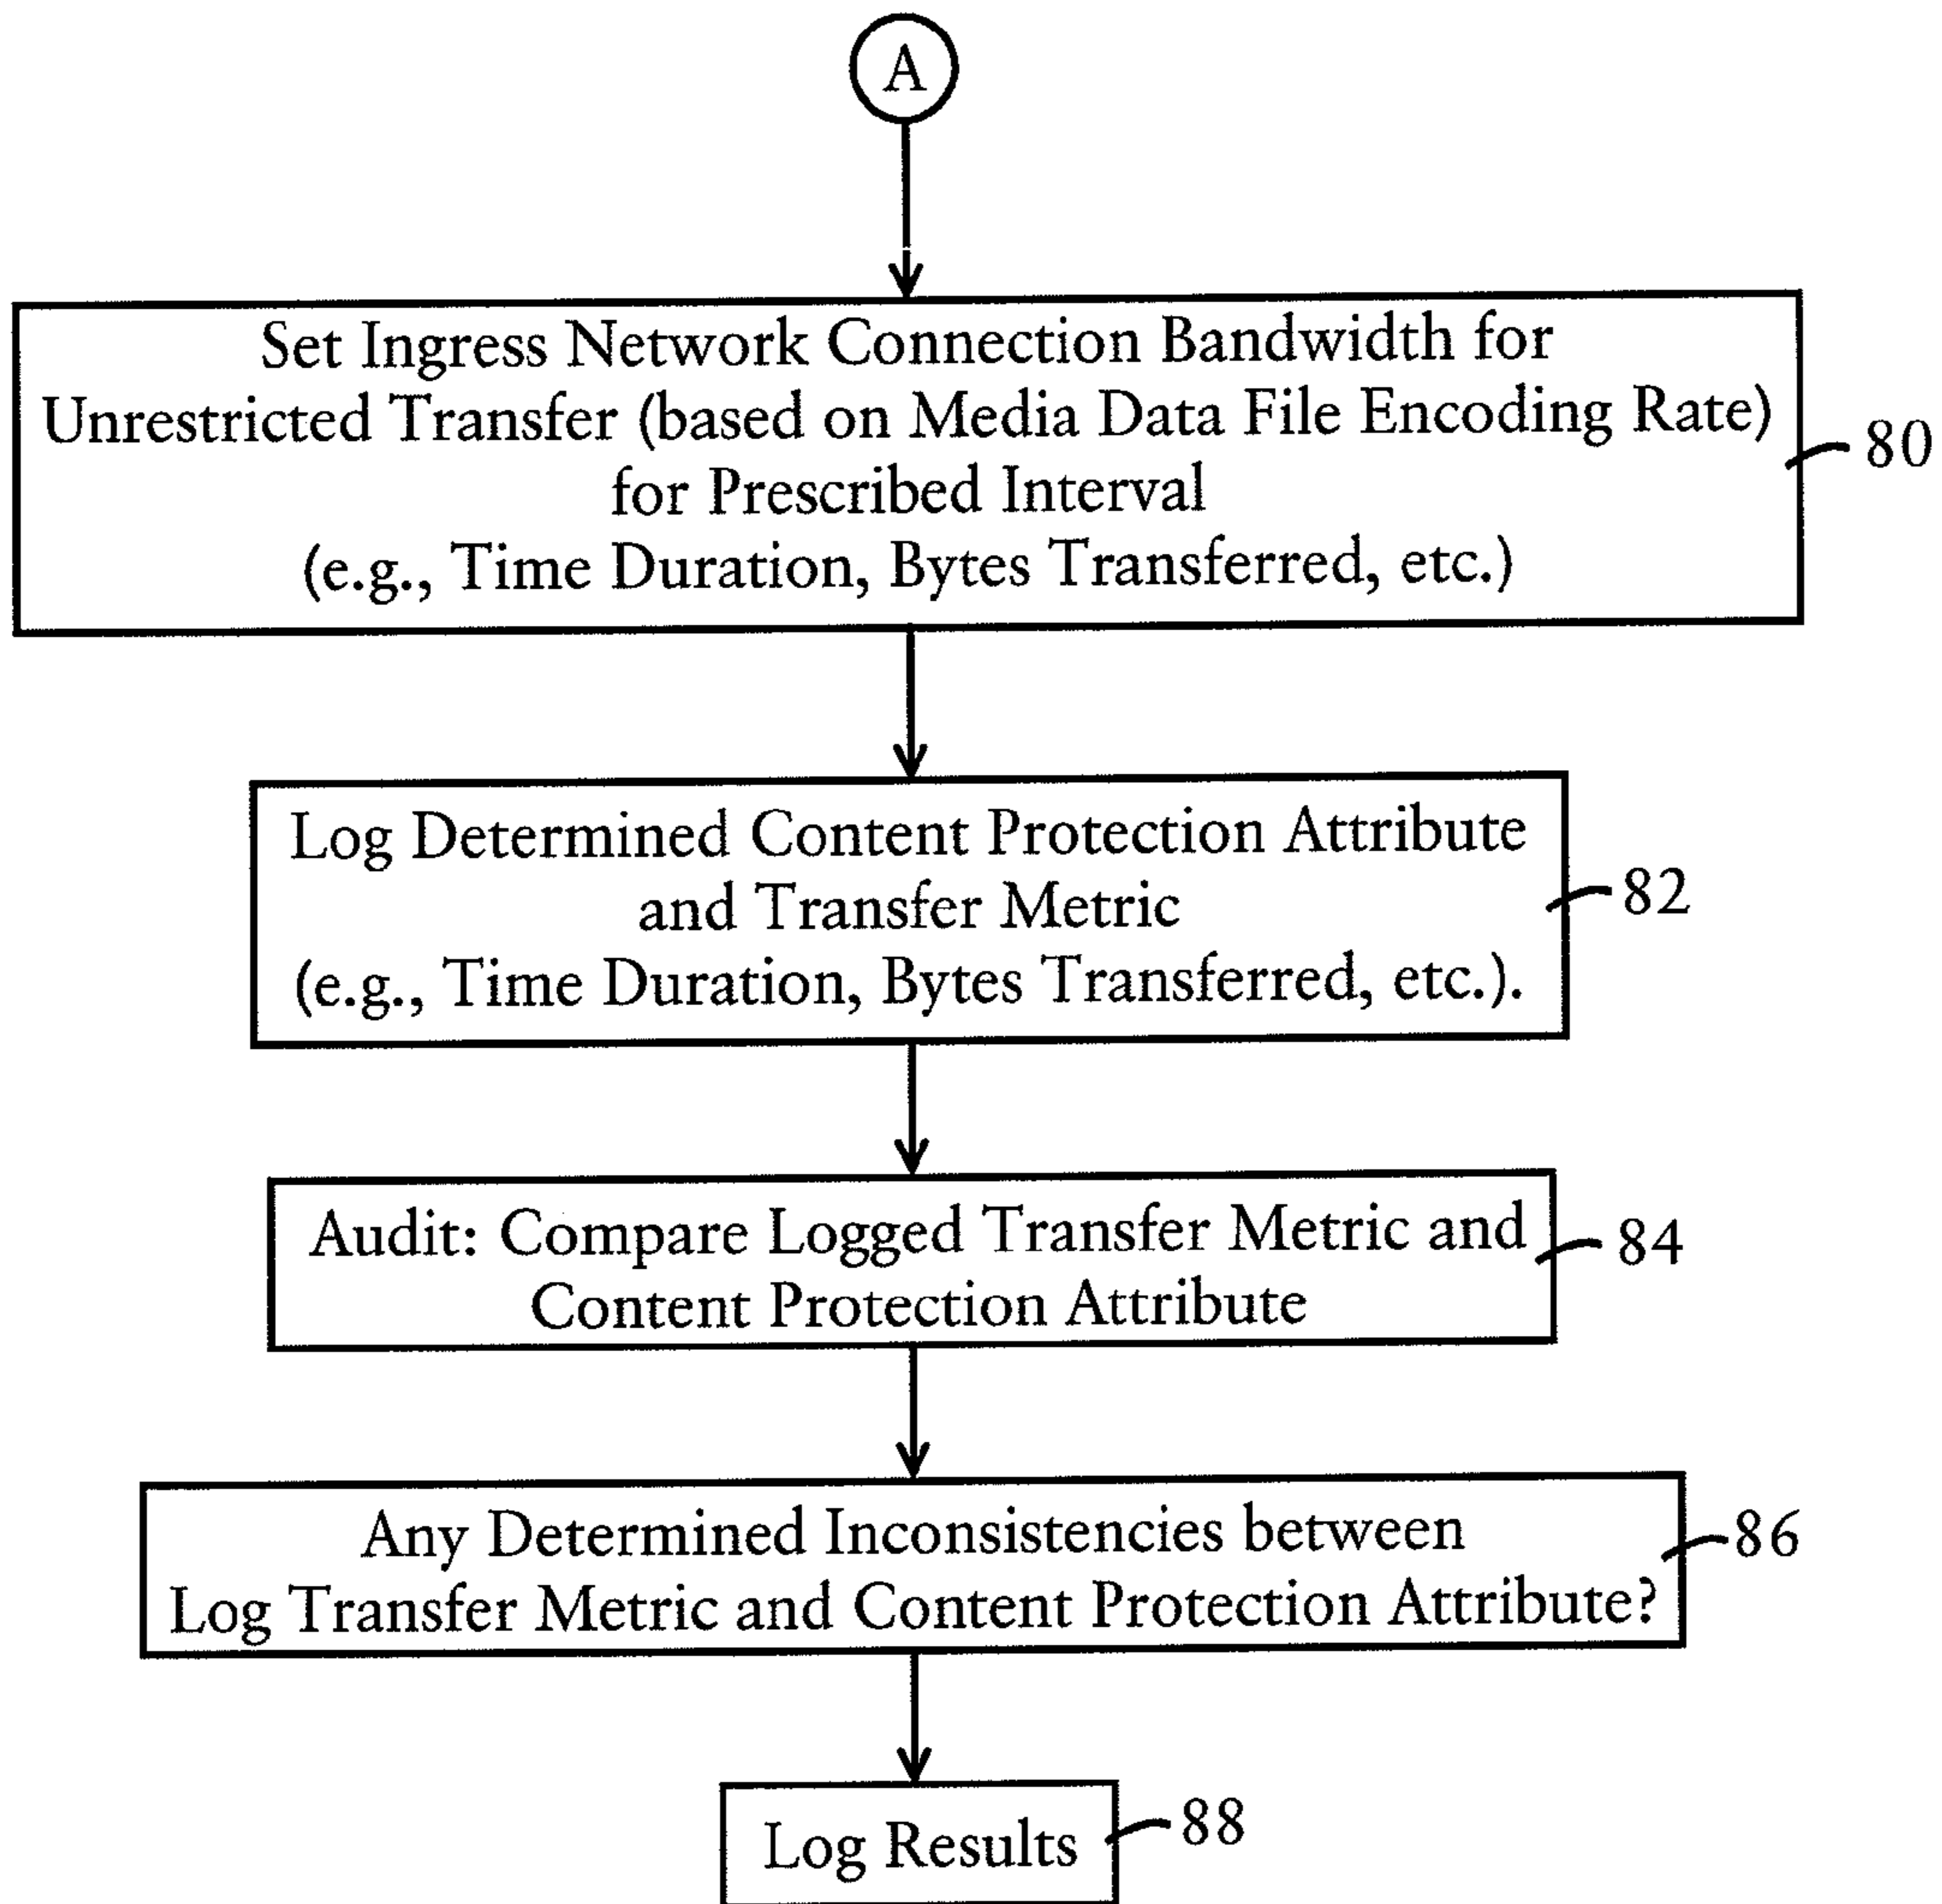 A
Set Ingress Network Connection Bandwidth for
Unrestricted Transfer (based on Media Data File Encoding Rate)
for Prescribed Interval
(e.g., Time Duration, Bytes Transferred, etc.)
80
Log Determined Content Protection Attribute
and Transfer Metric
(e.g., Time Duration, Bytes Transferred, etc.).
82
Audit: Compare Logged Transfer Metric and
Content Protection Attribute
84
Any Determined Inconsistencies between
Log Transfer Metric and Content Protection Attribute?
86
Log Results
88